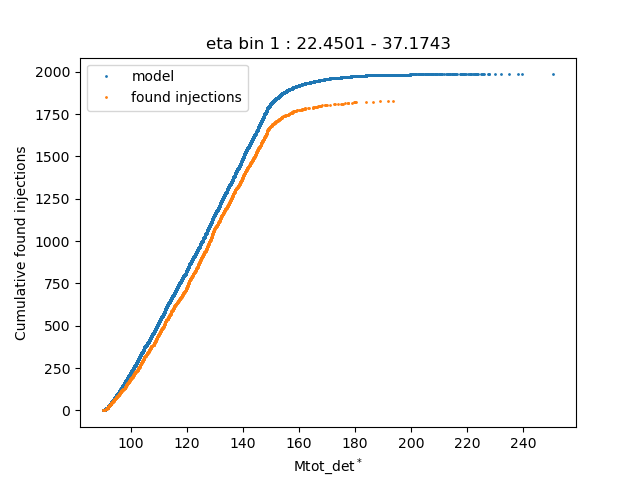 eta bin 1 : 22.4501 - 37.1743
model
found injections
2000
1750
1500
1250
1000
750
500
250
0
Cumulative found injections
100 120 140 160 180 200 220 240
Mtot_det*